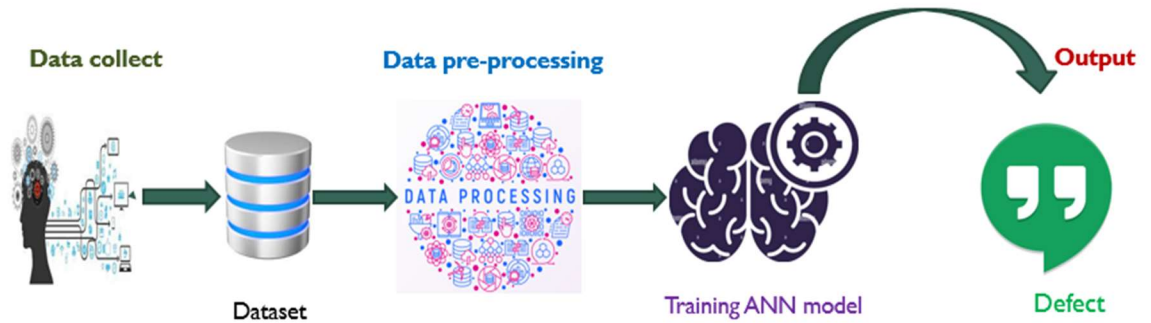 Data collect
Data pre-processing
Output
DATA PROCESSING
Dataset
Training ANN model
Defect